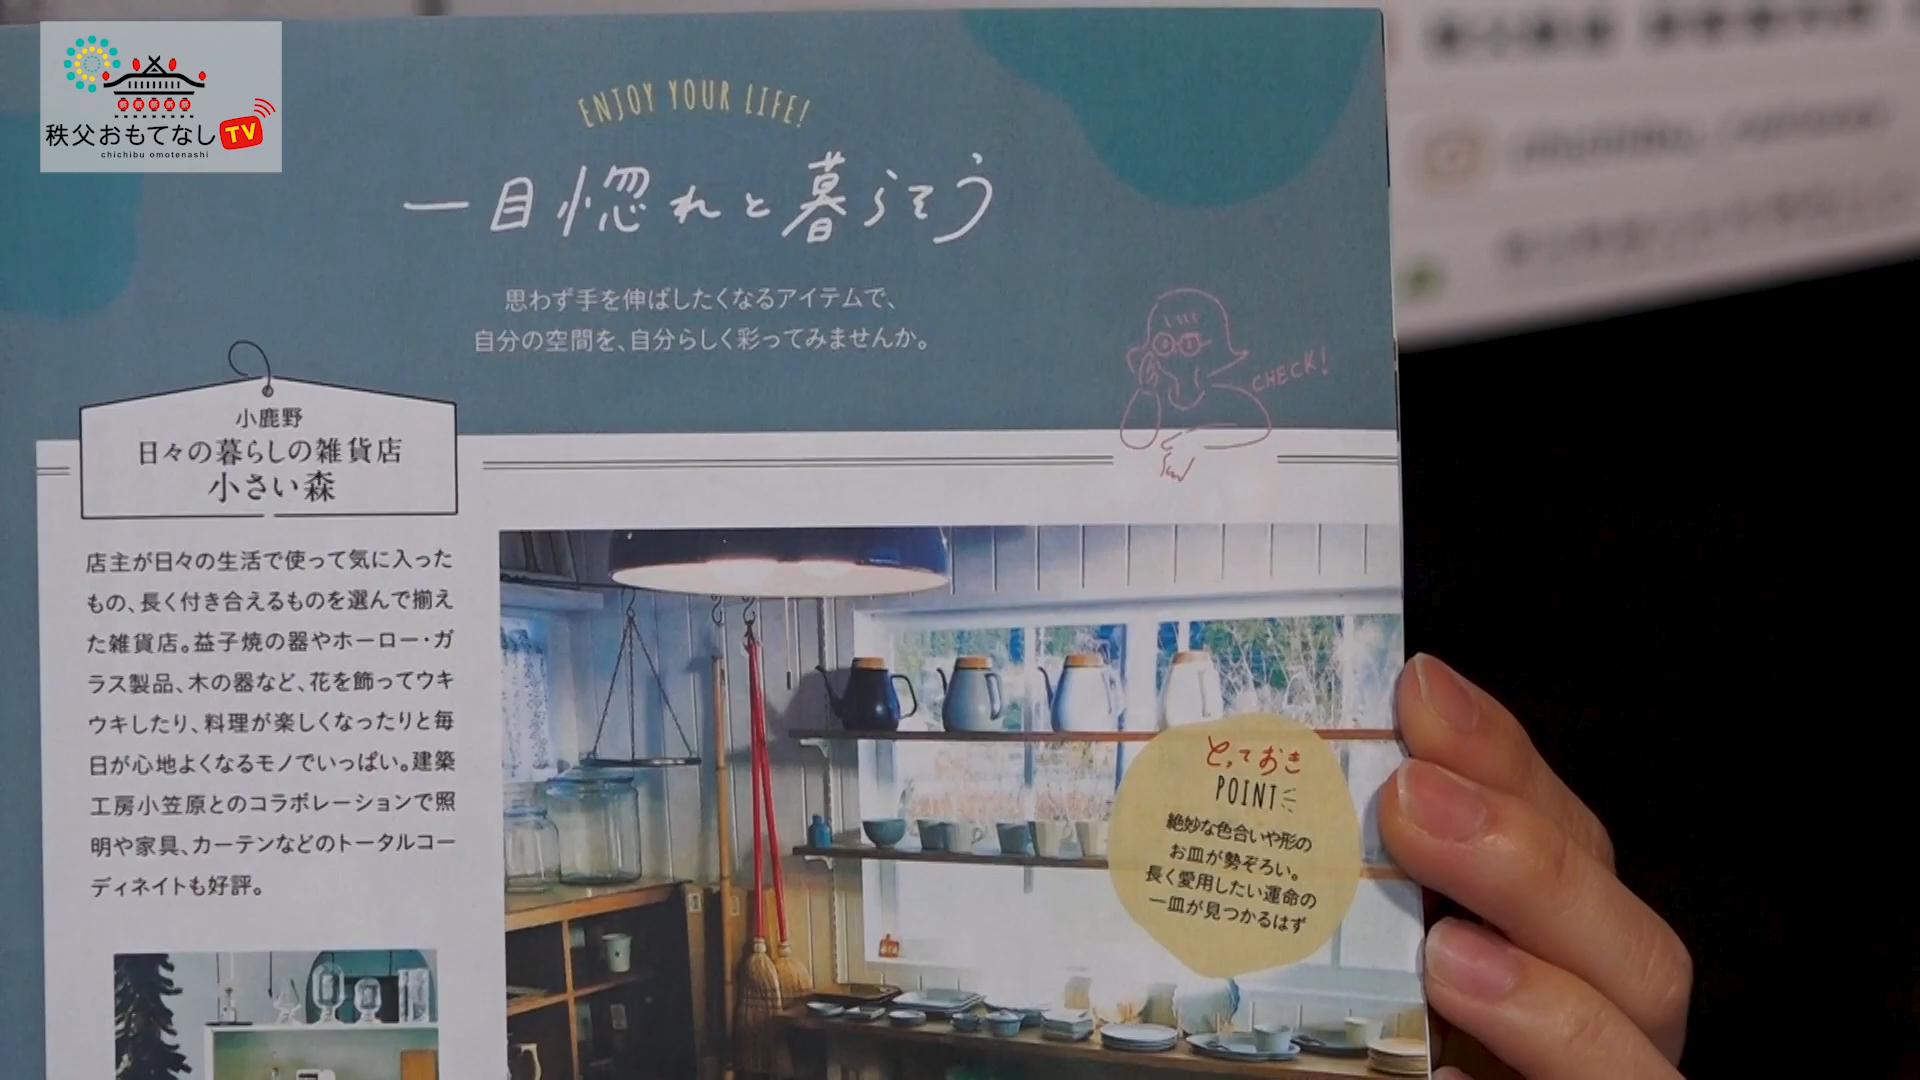 秩父おもてなしTV
chichibu omotenashi
ENJOY YOUR LIFE!
一目惚れと暮らそう
思わず手を伸ばしたくなるアイテムで、
自分の空間を、自分らしく彩ってみませんか。
CHECK!
小鹿野
日々の暮らしの雑貨店
小さい森
店主が日々の生活で使って気に入った
もの、長く付き合えるものを選んで揃え
た雑貨店。益子焼の器やホーロー・ガ
ラス製品、木の器など、花を飾ってウキ
ウキしたり、料理が楽しくなったりと毎
日が心地よくなるモノでいっぱい。建築
工房小笠原とのコラボレーションで照
明や家具、カーテンなどのトータルコー
ディネイトも好評。
とっておき
POINT
絶妙な色合いや形の
お皿が勢ぞろい。
長く愛用したい運命の
一皿が見つかるはず